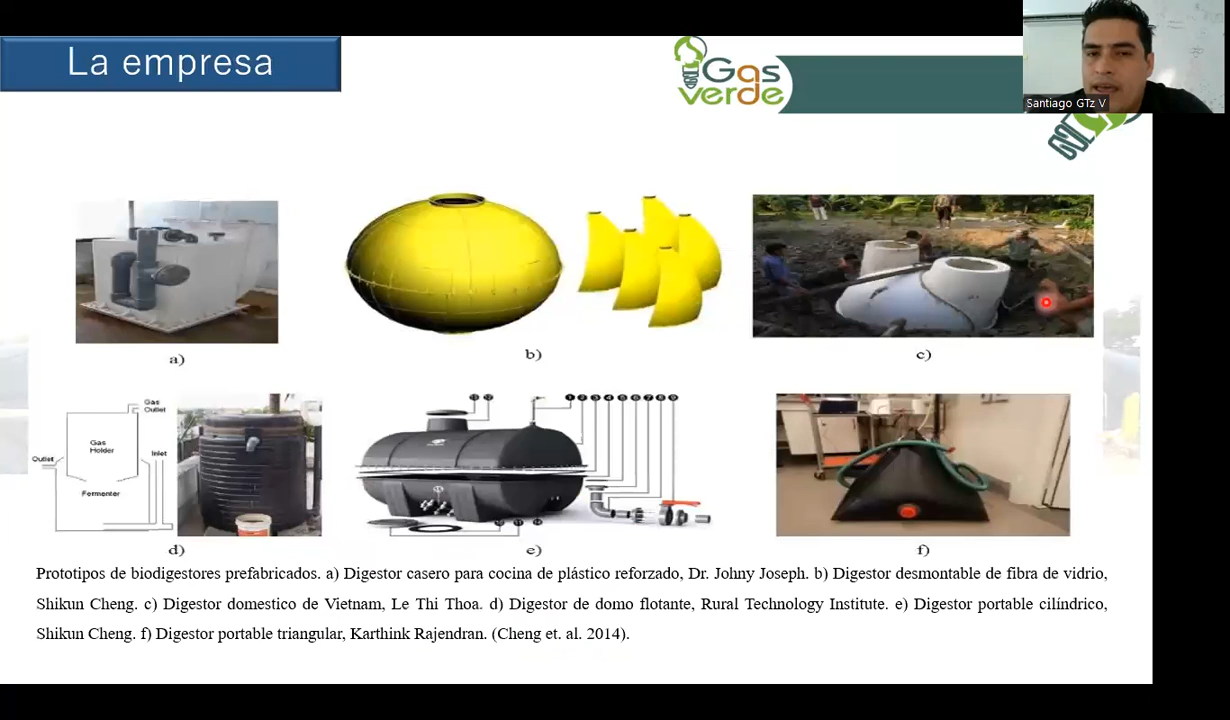 La empresa
Gas
verde
Santiago GTz V
a)
b)
c)
Gas
Outlet
Gas
Holder
Outlet
Inlet
Fermenter
d)
e)
f)
Prototipos de biodigestores prefabricados. a) Digestor casero para cocina de plástico reforzado, Dr. Johny Joseph. b) Digestor desmontable de fibra de vidrio,
Shikun Cheng. c) Digestor domestico de Vietnam, Le Thi Thoa. d) Digestor de domo flotante, Rural Technology Institute. e) Digestor portable cilíndrico,
Shikun Cheng. f) Digestor portable triangular, Karthink Rajendran. (Cheng et. al. 2014).